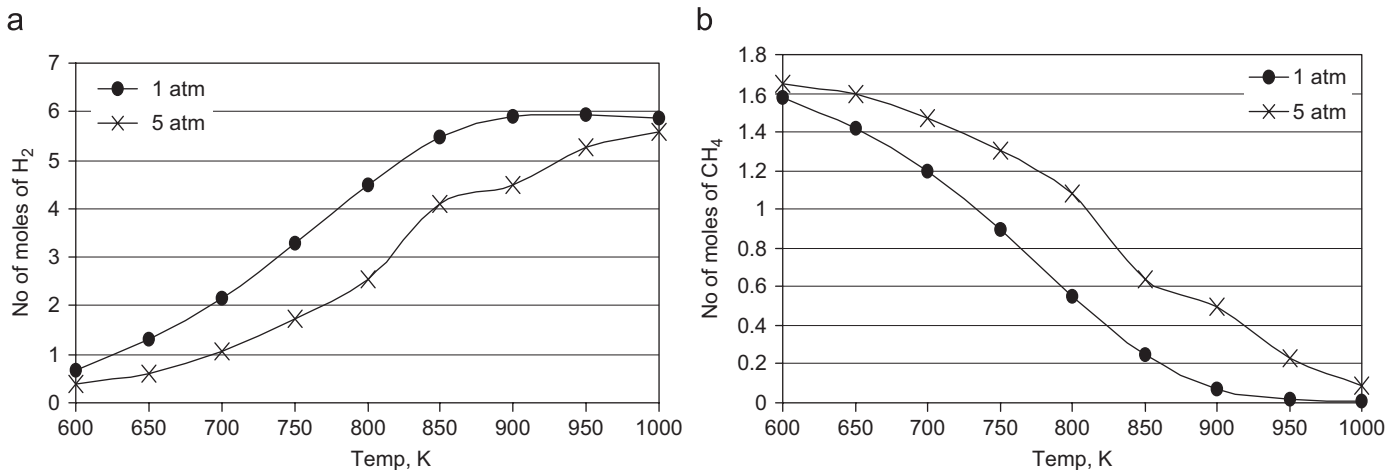 a
No of moles of H2
7
6
5
4
3
2
1
0
1 atm
5 atm
600 650 700 750 800 850 900 950 1000
Temp, K
b
No of moles of CH4
1.8
1.6
1.4
1.2
1
0.8
0.6
0.4
0.2
0
1 atm
5 atm
600 650 700 750 800 850 900 950 1000
Temp, K